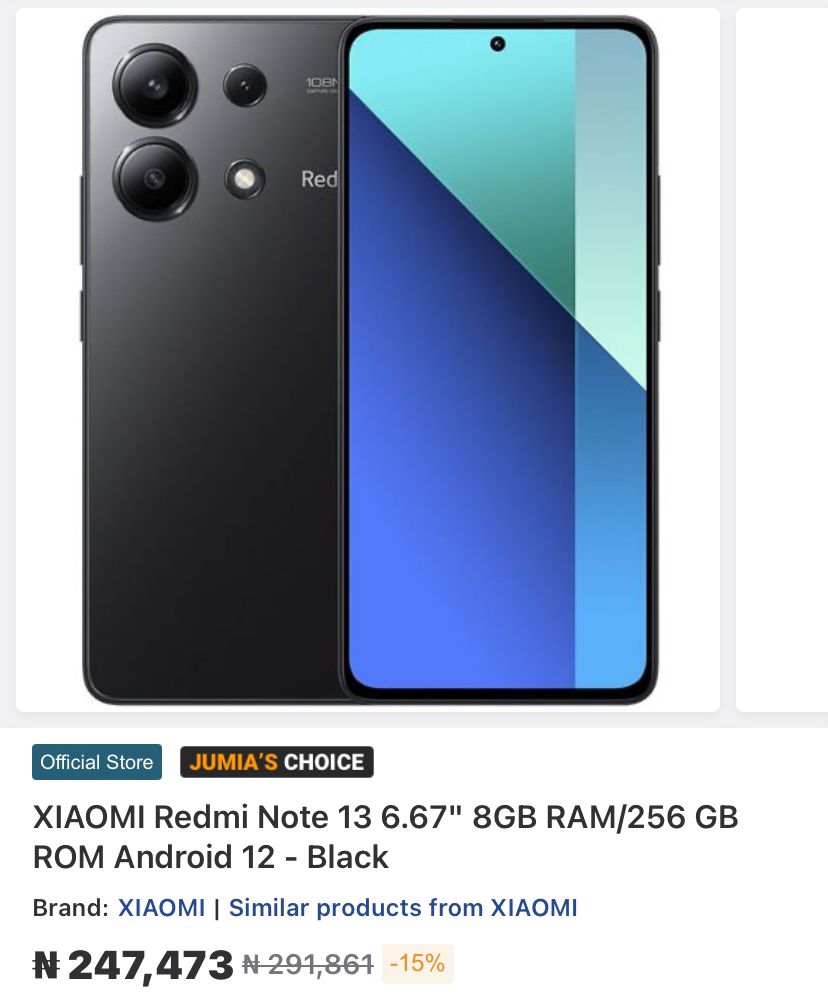 108
Red
Official Store
JUMIA'S CHOICE
XIAOMI Redmi Note 13 6.67" 8GB RAM/256 GB
ROM Android 12 - Black
Brand: XIAOMI | Similar products from XIAOMI
₦ 247,473 ₦ 291,861 -15%